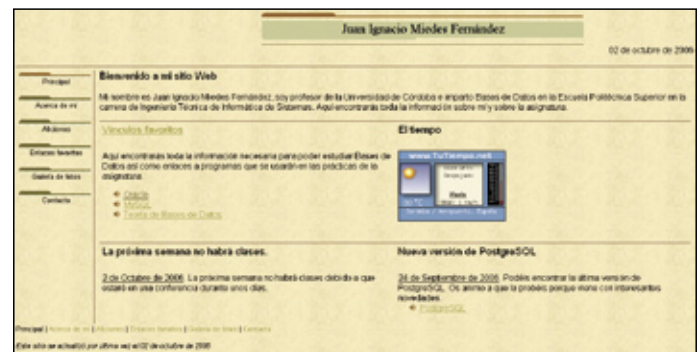 Juan Ignacio Miedes Fernández
02 de octubre de 2006
Principal
Acerca de mí
Aficiones
Enlaces favoritos
Galería de fotos
Contacto
Bienvenido a mi sitio Web
Mi nombre es Juan Ignacio Miedes Fernández, soy profesor de la Universidad de Córdoba e imparto Bases de Datos en la Escuela Politécnica Superior en la
carrera de Ingeniería Técnica de Informática de Sistemas. Aquí encontrarás toda la información sobre mí y sobre la asignatura.
Vínculos favoritos
Aquí encontrarás toda la información necesaria para poder estudiar Bases de
Datos así como enlaces a programas que se usarán en las prácticas de la
asignatura.
Oracle
MySQL
Teoría de Bases de Datos
El tiempo
www.TuTiempo.net
La próxima semana no habrá clases.
2 de Octubre de 2006. La próxima semana no habrá clases debido a que
estaré en una conferencia durante unos días.
Nueva versión de PostgreSQL
24 de Septiembre de 2006. Podéis encontrar la última versión de
PostgreSQL. Os animo a que la probéis porque viene con interesantes
novedades.
PostgreSQL
Principal | Acerca de mí | Aficiones | Enlaces favoritos | Galería de fotos | Contacto
Este sitio se actualizó por última vez el 02 de octubre de 2006